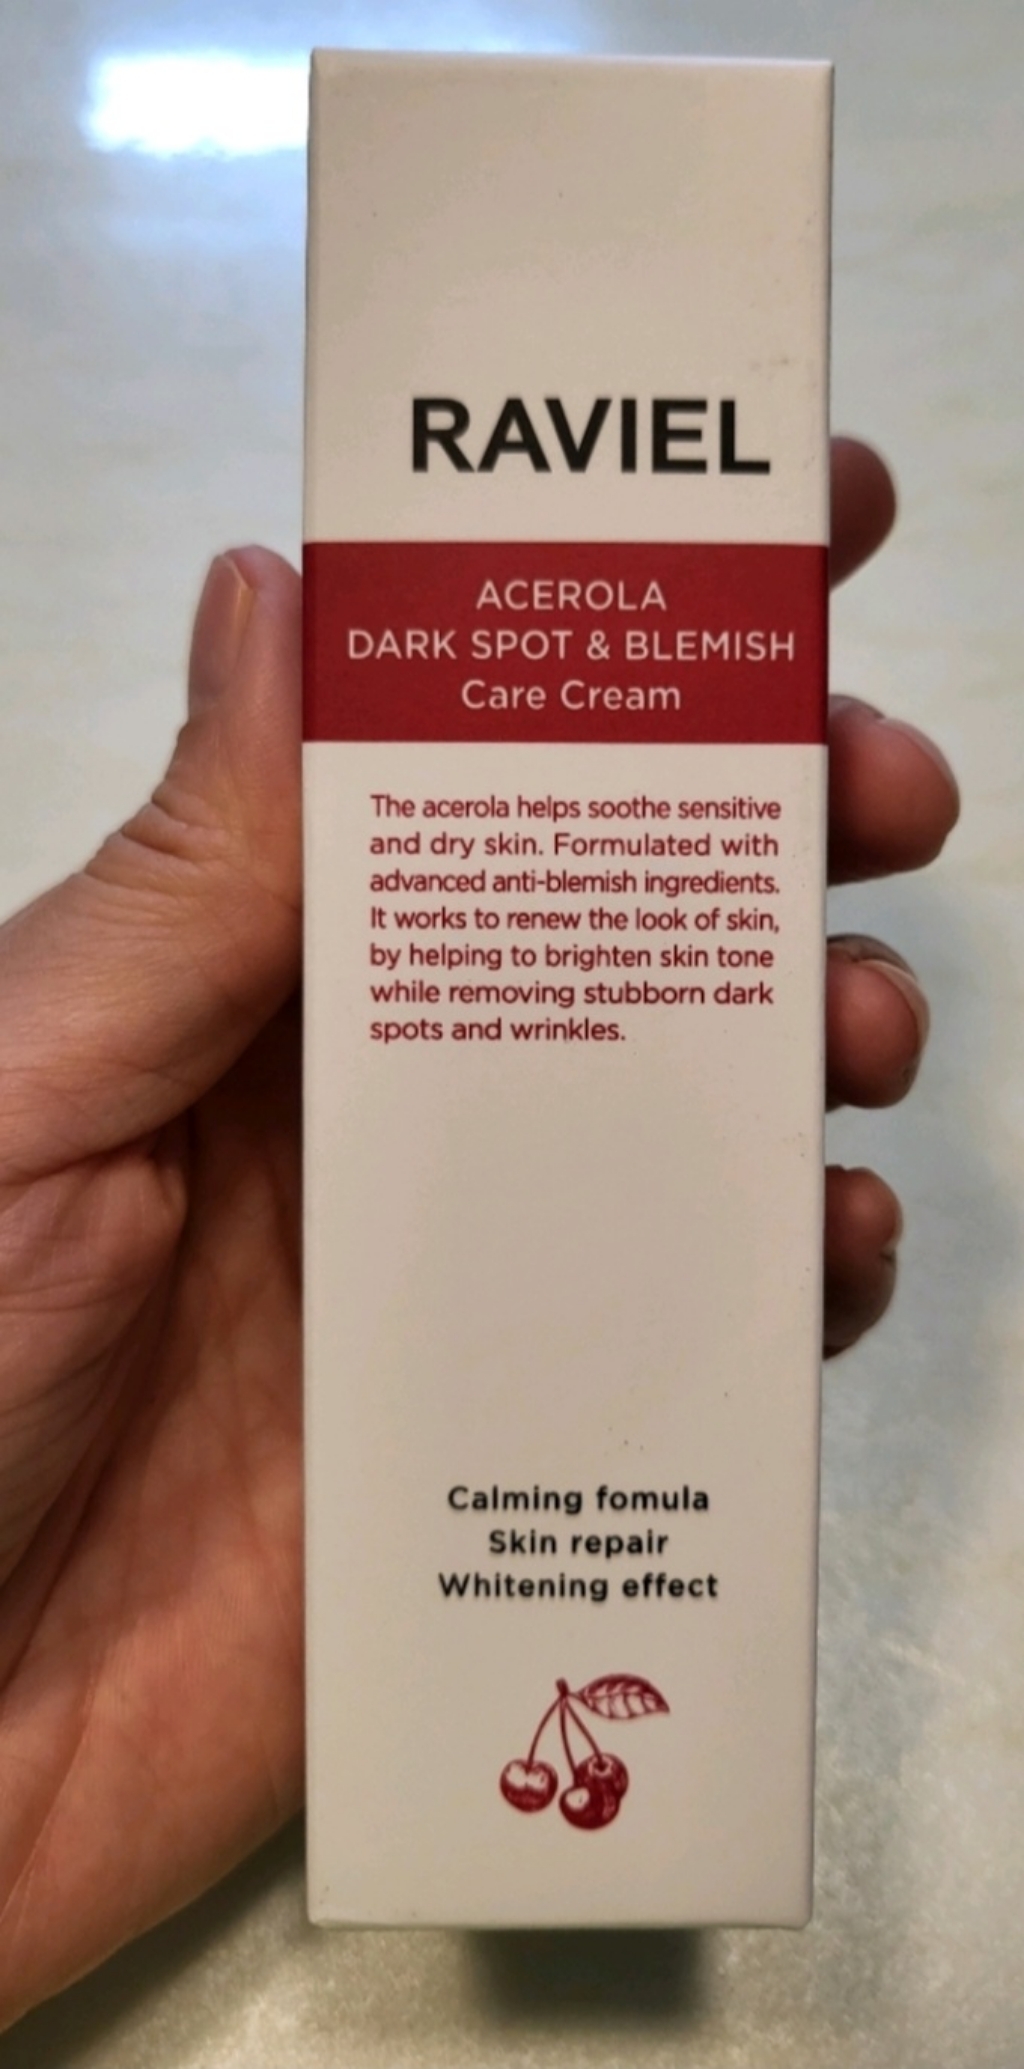 RAVIEL
ACEROLA
DARK SPOT & BLEMISH
Care Cream
The acerola helps soothe sensitive
and dry skin. Formulated with
advanced anti-blemish ingredients.
It works to renew the look of skin,
by helping to brighten skin tone
while removing stubborn dark
spots and wrinkles.
Calming fomula
Skin repair
Whitening effect